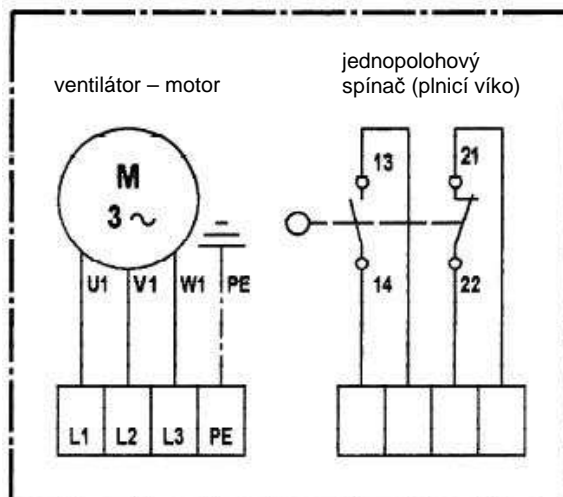 ventilátor – motor
jednopolohový
spínač (plnicí víko)
M
3 ~
U1 V1 W1 PE
L1 L2 L3 PE
13 21
14 22